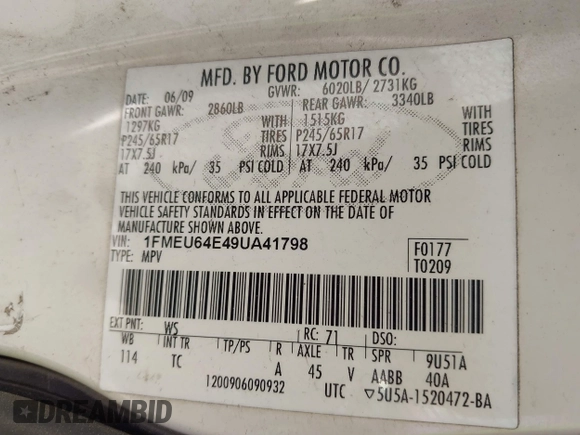 MFD. BY FORD MOTOR CO.
DATE: 06/09 GVWR: 6020LB/ 2731KG
FRONT GAWR: 2860LB REAR GAWR: 3340LB
1297KG WITH 1515KG WITH
P245/65R17 TIRES P245/65R17 TIRES
17X7.5J RIMS 17X7.5J RIMS
AT 240 kPa/ 35 PSI COLD AT 240 kPa/ 35 PSI COLD
THIS VEHICLE CONFORMS TO ALL APPLICABLE FEDERAL MOTOR
VEHICLE SAFETY STANDARDS IN EFFECT ON THE DATE OF
MANUFACTURE SHOWN ABOVE.
VIN: 1FMEU64E49UA41798 F0177
TYPE: MPV T0209
EXT PNT: WS RC: 71 DSO:
WB INT TR TP/PS R AXLE TR SPR 9U51A
114 TC A 45 V AABB 40A
1200906090932 UTC ▽5U5A-1520472-BA
Ford
DREAMBID